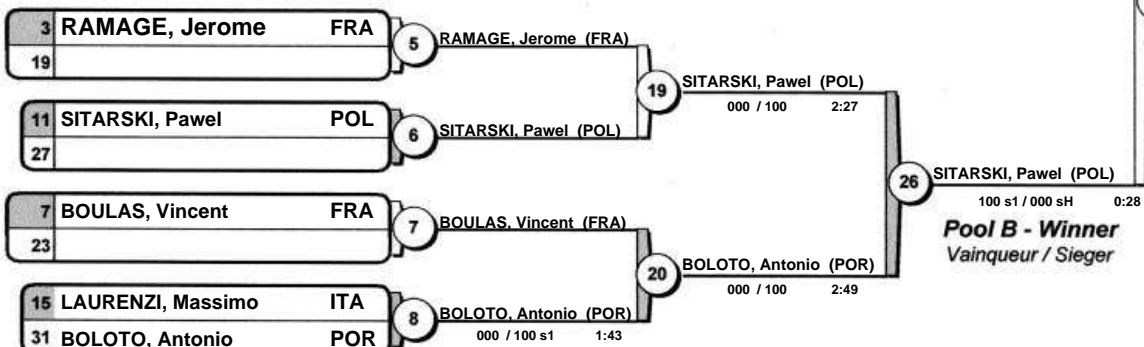 3 RAMAGE, Jerome FRA
19
5
RAMAGE, Jerome (FRA)
11 SITARSKI, Pawel POL
27
6
SITARSKI, Pawel (POL)
19
SITARSKI, Pawel (POL)
000 / 100 2:27
7 BOULAS, Vincent FRA
23
7
BOULAS, Vincent (FRA)
15 LAURENZI, Massimo ITA
31 BOLOTO, Antonio POR
8
BOLOTO, Antonio (POR)
000 / 100 s1 1:43
20
BOLOTO, Antonio (POR)
000 / 100 2:49
26
SITARSKI, Pawel (POL)
100 s1 / 000 sH 0:28
Pool B - Winner
Vainqueur / Sieger